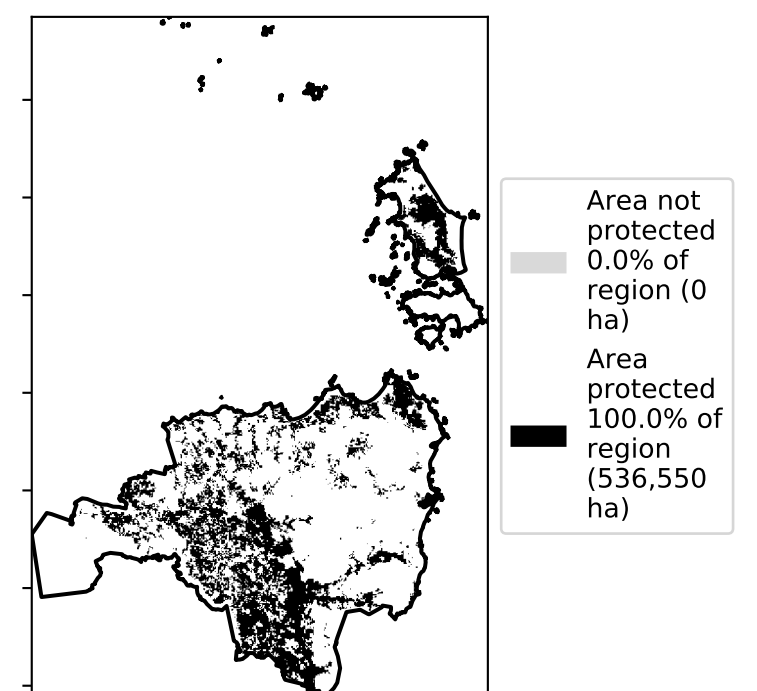 Area not
protected
0.0% of
region (0
ha)
Area
protected
100.0% of
region
(536,550
ha)